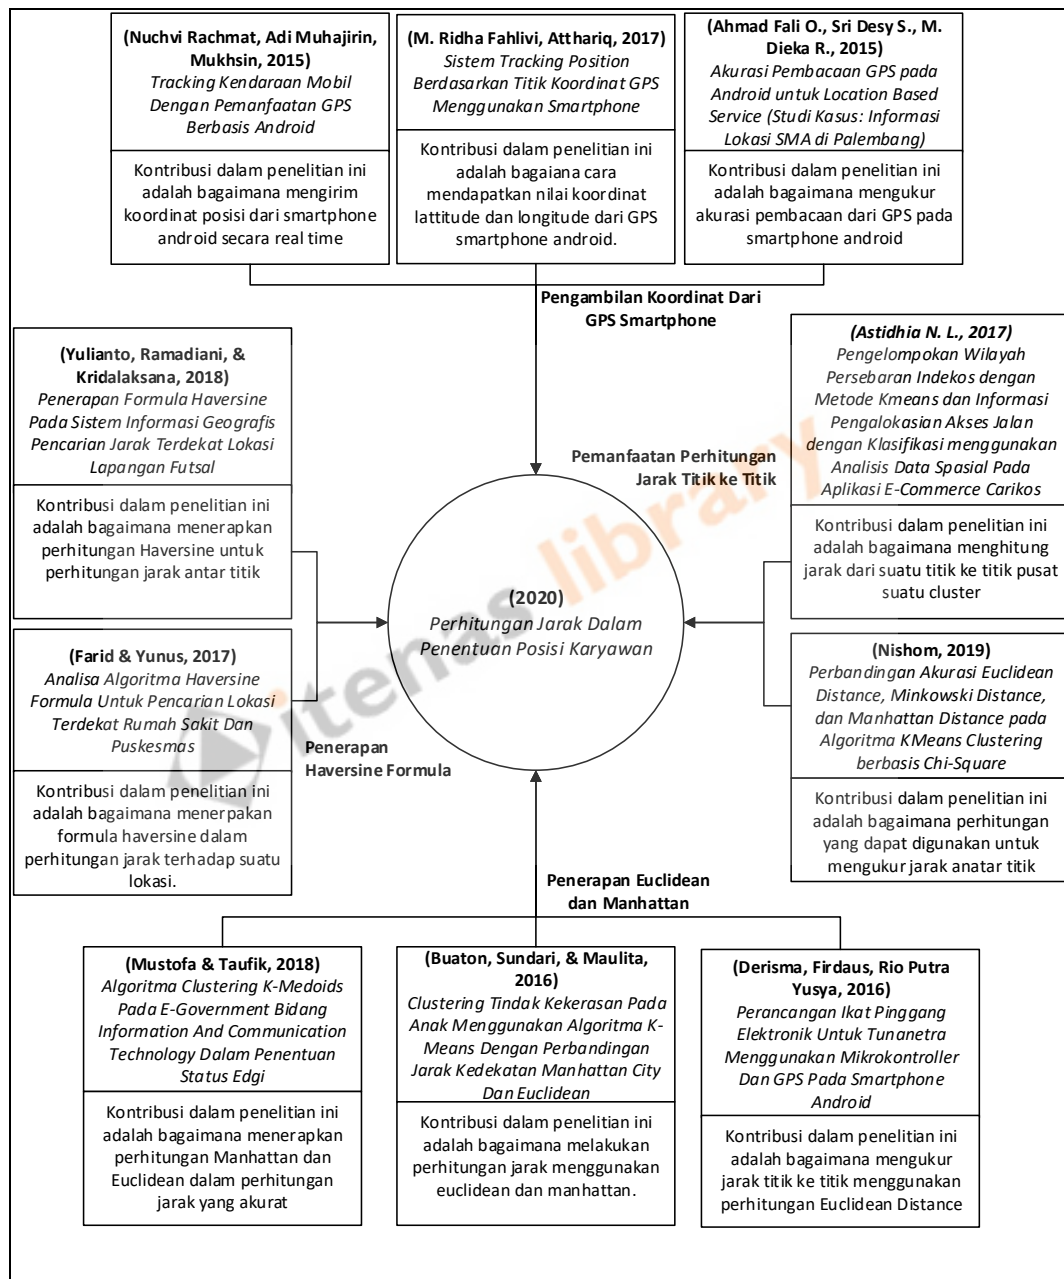 (Nuchvi Rachmat, Adi Muhajirin,
Mukhsin, 2015)
Tracking Kendaraan Mobil
Dengan Pemanfaatan GPS
Berbasis Android
Kontribusi dalam penelitian ini
adalah bagaimana mengirim
koordinat posisi dari smartphone
android secara real time
(M. Ridha Fahlivi, Atthariq, 2017)
Sistem Tracking Position
Berdasarkan Titik Koordinat GPS
Menggunakan Smartphone
Kontribusi dalam penelitian ini
adalah bagaiana cara
mendapatkan nilai koordinat
lattitude dan longitude dari GPS
smartphone android.
(Ahmad Fali O., Sri Desy S., M.
Dieka R., 2015)
Akurasi Pembacaan GPS pada
Android untuk Location Based
Service (Studi Kasus: Informasi
Lokasi SMA di Palembang)
Kontribusi dalam penelitian ini
adalah bagaimana mengukur
akurasi pembacaan dari GPS pada
smartphone android
Pengambilan Koordinat Dari
GPS Smartphone
(Yulianto, Ramadiani, &
Kridalaksana, 2018)
Penerapan Formula Haversine
Pada Sistem Informasi Geografis
Pencarian Jarak Terdekat Lokasi
Lapangan Futsal
Kontribusi dalam penelitian ini
adalah bagaimana menerapkan
perhitungan Haversine untuk
perhitungan jarak antar titik
(Astidhia N. L., 2017)
Pengelompokan Wilayah
Persebaran Indekos dengan
Metode Kmeans dan Informasi
Pengalokasian Akses Jalan
dengan Klasifikasi menggunakan
Analisis Data Spasial Pada
Aplikasi E-Commerce Carikos
Kontribusi dalam penelitian ini
adalah bagaimana menghitung
jarak dari suatu titik ke titik pusat
suatu cluster
Pemanfaatan Perhitungan
Jarak Titik ke Titik
(2020)
Perhitungan Jarak Dalam
Penentuan Posisi Karyawan
itenas library
(Farid & Yunus, 2017)
Analisa Algoritma Haversine
Formula Untuk Pencarian Lokasi
Terdekat Rumah Sakit Dan
Puskesmas
Kontribusi dalam penelitian ini
adalah bagaimana menerpakan
formula haversine dalam
perhitungan jarak terhadap suatu
lokasi.
Penerapan
Haversine Formula
(Nishom, 2019)
Perbandingan Akurasi Euclidean
Distance, Minkowski Distance,
dan Manhattan Distance pada
Algoritma KMeans Clustering
berbasis Chi-Square
Kontribusi dalam penelitian ini
adalah bagaimana perhitungan
yang dapat digunakan untuk
mengukur jarak anatar titik
Penerapan Euclidean
dan Manhattan
(Mustofa & Taufik, 2018)
Algoritma Clustering K-Medoids
Pada E-Government Bidang
Information And Communication
Technology Dalam Penentuan
Status Edgi
Kontribusi dalam penelitian ini
adalah bagaimana menerapkan
perhitungan Manhattan dan
Euclidean dalam perhitungan
jarak yang akurat
(Buaton, Sundari, & Maulita,
2016)
Clustering Tindak Kekerasan Pada
Anak Menggunakan Algoritma K-
Means Dengan Perbandingan
Jarak Kedekatan Manhattan City
Dan Euclidean
Kontribusi dalam penelitian ini
adalah bagaimana melakukan
perhitungan jarak menggunakan
euclidean dan manhattan.
(Derisma, Firdaus, Rio Putra
Yusya, 2016)
Perancangan Ikat Pinggang
Elektronik Untuk Tunanetra
Menggunakan Mikrokontroller
Dan GPS Pada Smartphone
Android
Kontribusi dalam penelitian ini
adalah bagaimana mengukur
jarak titik ke titik menggunakan
perhitungan Euclidean Distance